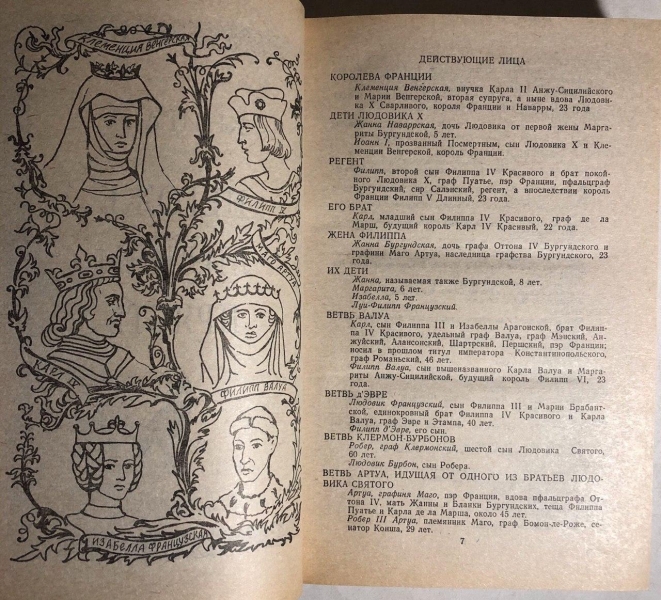 КЛЕМЕНЦИЯ ВЕНГЕРСКАЯ
ФИЛИПП V
МАГО АРТУА
КАРЛ IV
ФИЛИПП ВАЛУА
ИЗАБЕЛЛА ФРАНЦУЗСКАЯ
ДЕЙСТВУЮЩИЕ ЛИЦА
КОРОЛЕВА ФРАНЦИИ
Клеменция Венгерская, внучка Карла II Анжу-Сицилийского
и Марии Венгерской, вторая супруга, а ныне вдова Людови-
ка X Сварливого, короля Франции и Наварры, 23 года
ДЕТИ ЛЮДОВИКА X
Жанна Наваррская, дочь Людовика от первой жены Марга-
риты Бургундской, 5 лет.
Иоанн I, прозванный Посмертным, сын Людовика X и Кле-
менции Венгерской, король Франции.
РЕГЕНТ
Филипп, второй сын Филиппа IV Красивого и брат покой-
ного Людовика X, граф Пуатье, пэр Франции, пфальцграф
Бургундский, сир Салэнский, регент, а впоследствии король
Франции Филипп V Длинный, 23 года.
ЕГО БРАТ
Карл, младший сын Филиппа IV Красивого, граф де ла
Марш, будущий король Карл IV Красивый, 22 года.
ЖЕНА ФИЛИППА
Жанна Бургундская, дочь графа Оттона IV Бургундского и
графини Маго Артуа, наследница графства Бургундского, 23
года.
ИХ ДЕТИ
Жанна, называемая также Бургундской, 8 лет.
Маргарита, 6 лет.
Изабелла, 5 лет.
Луи-Филипп Французский.
ВЕТВЬ ВАЛУА
Карл, сын Филиппа III и Изабеллы Арагонской, брат Филип-
па IV Красивого, удельный граф Валуа, граф Мэнский, Ан-
жуйский, Алансонский, Шартрский, Першский, пэр Франции;
носил в прошлом титул императора Константинопольского,
граф Романьский, 46 лет.
Филипп Валуа, сын вышеназванного Карла Валуа и Марга-
риты Анжу-Сицилийской, будущий король Филипп VI, 23
года.
ВЕТВЬ д'ЭВРЕ
Людовик Французский, сын Филиппа III и Марии Брабант-
ской, единокровный брат Филиппа IV Красивого и Карла
Валуа, граф Эвре и Этампа, 40 лет.
Филипп д'Эвре, его сын.
ВЕТВЬ КЛЕРМОН-БУРБОНОВ
Робер, граф Клермонский, шестой сын Людовика Святого,
60 лет.
Людовик Бурбон, сын Робера.
ВЕТВЬ АРТУА, ИДУЩАЯ ОТ ОДНОГО ИЗ БРАТЬЕВ ЛЮДО-
ВИКА СВЯТОГО
Артуа, графиня Маго, пэр Франции, вдова пфальцграфа От-
тона IV, мать Жанны и Бланки Бургундских, теща Филиппа
Пуатье и Карла де ла Марша, около 45 лет.
Робер III Артуа, племянник Маго, граф Бомон-ле-Роже, се-
ньор Конша, 29 лет.
7